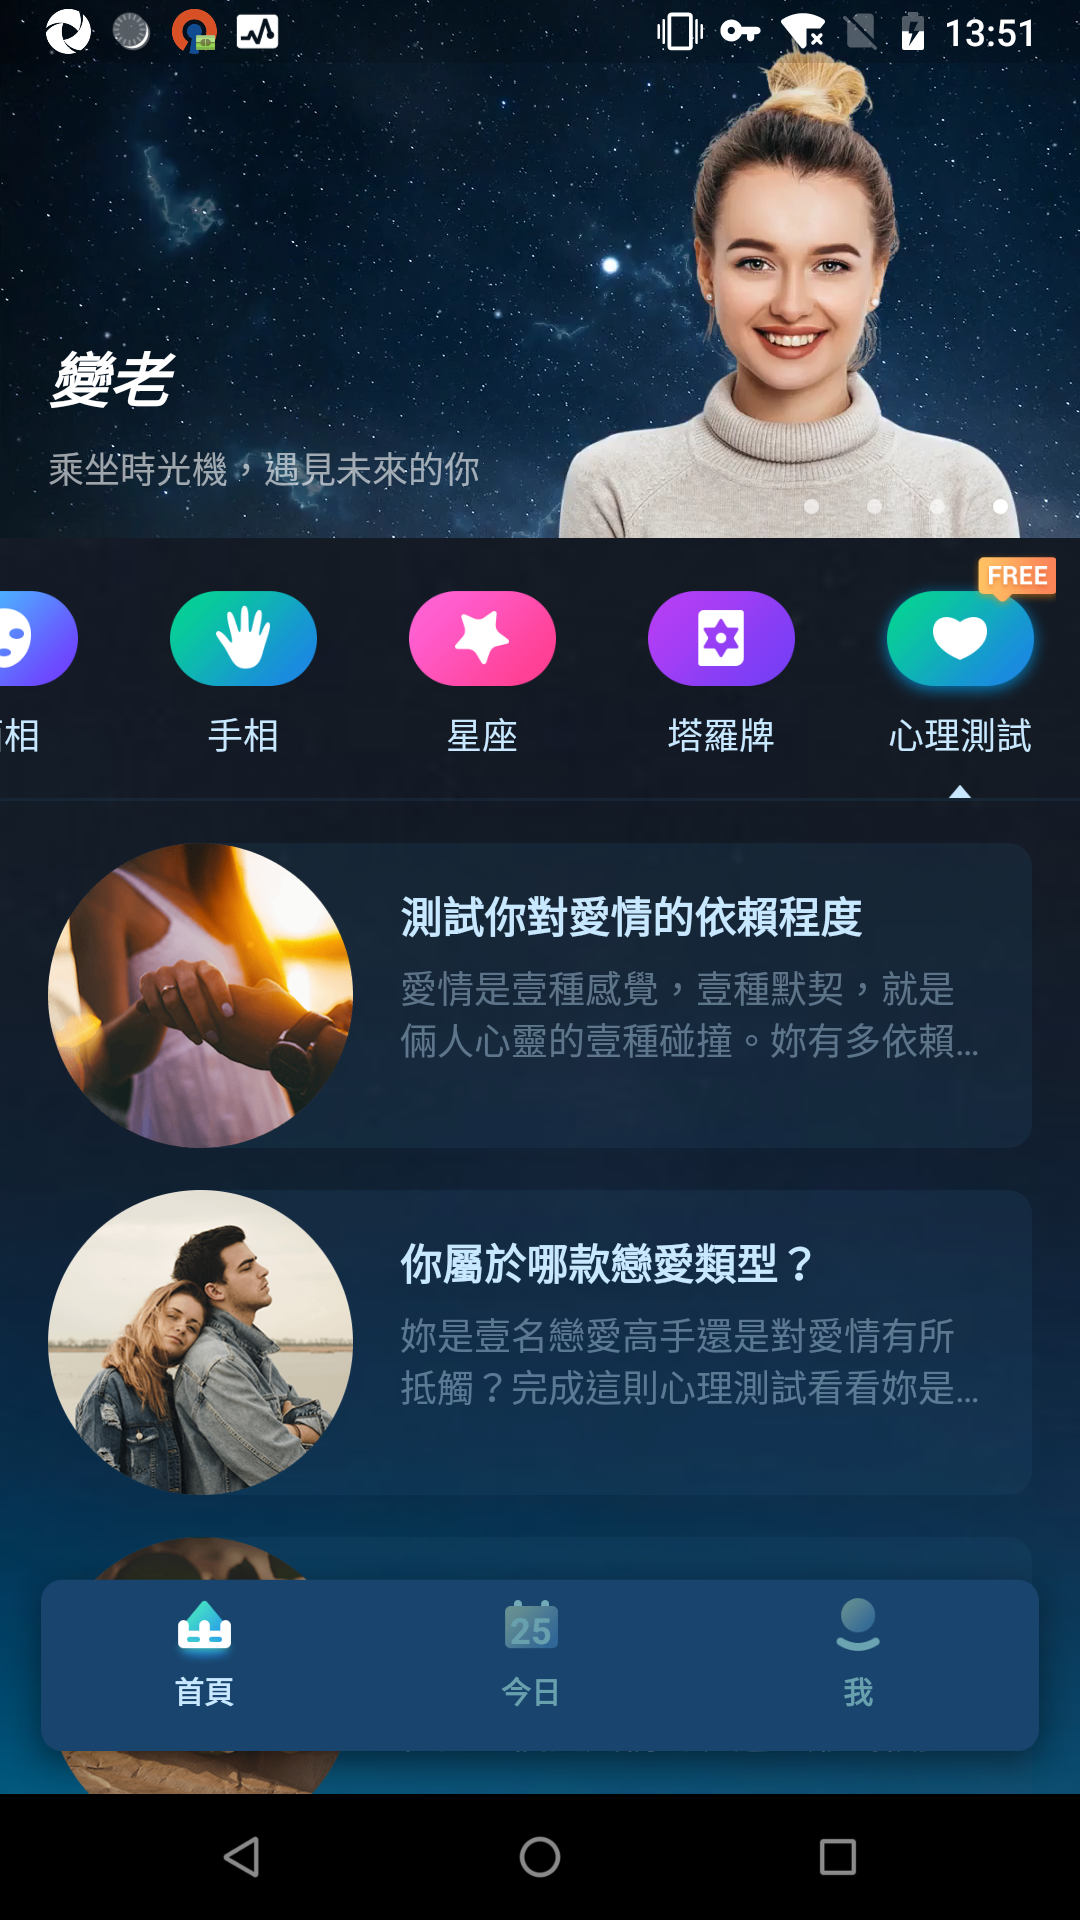 13:51
變老
乘坐時光機，遇見未來的你
FREE
相
手相
星座
塔羅牌
心理測試
測試你對愛情的依賴程度
愛情是壹種感覺，壹種默契，就是
倆人心靈的壹種碰撞。妳有多依賴...
你屬於哪款戀愛類型？
妳是壹名戀愛高手還是對愛情有所
抵觸？完成這則心理測試看看妳是...
25
首頁
今日
我